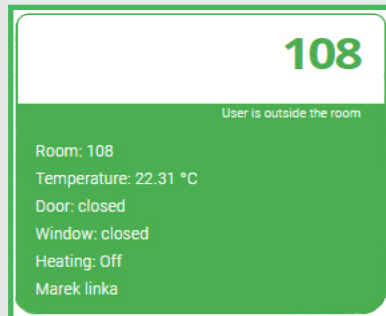 108
User is outside the room
Room: 108
Temperature: 22.31 °C
Door: closed
Window: closed
Heating: Off
Marek linka